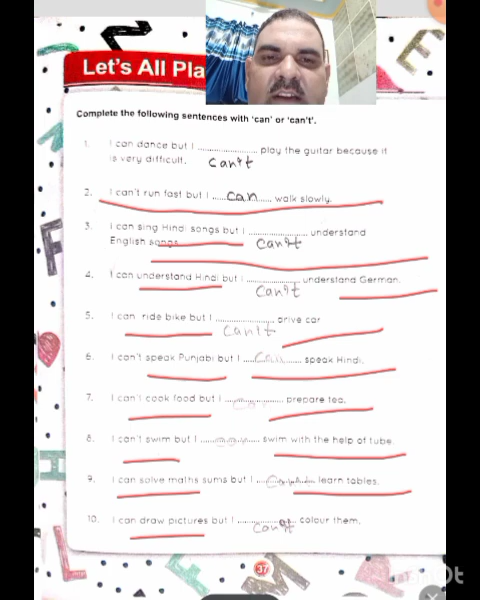 Let's All Pla
Complete the following sentences with 'can' or 'can't'.
1. I can dance but I .................... play the guitar because it
is very difficult. can't
2. I can't run fast but I ..... can ..... walk slowly.
3. I can sing Hindi songs but I .................... understand
English songs. can't
4. I can understand Hindi but I .................... understand German.
can't
5. I can ride bike but I .................... drive car
can't
6. I can't speak Punjabi but I .... can ...... speak Hindi.
7. I can't cook food but I .................... prepare tea.
8. I can't swim but I .................... swim with the help of tube.
9. I can solve maths sums but I .................... learn tables.
10. I can draw pictures but I .................... colour them.
can't
37